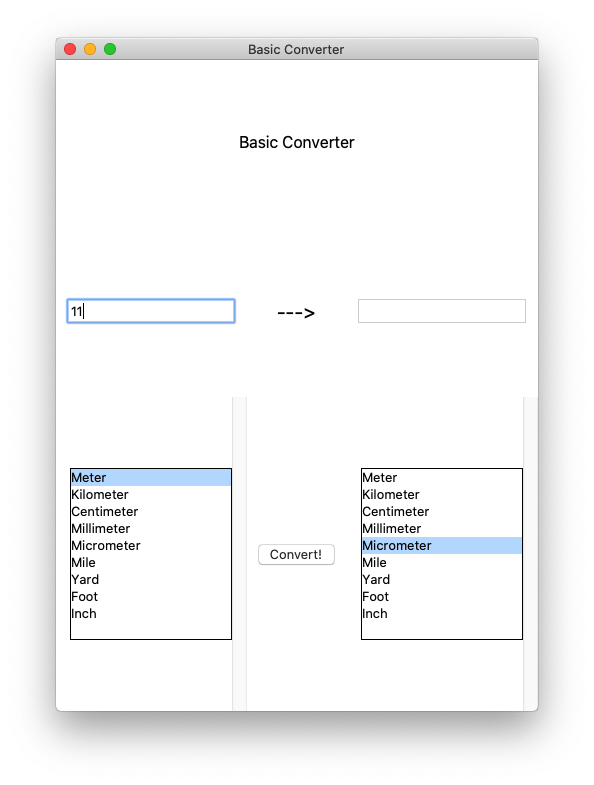 Basic Converter
Basic Converter
11
--->
Meter
Kilometer
Centimeter
Millimeter
Micrometer
Mile
Yard
Foot
Inch
Convert!
Meter
Kilometer
Centimeter
Millimeter
Micrometer
Mile
Yard
Foot
Inch